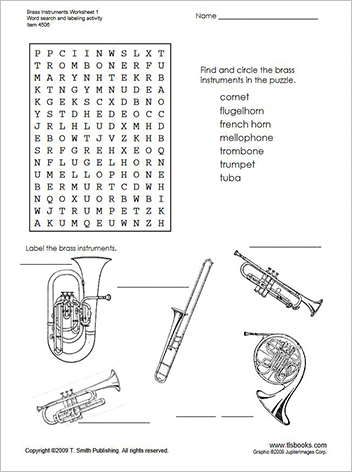 Brass Instruments Worksheet 1
Word search and labeling activity
Item 4506
Name
P P C I I N W S L X T
R T R O M B O N E R F U
M A R Y N H T E K R B B
G K Y M T N N U D E A
K G S C K C X D E B O S
Y S T D H E D E O C C
J R L H L U D X M H D
E B W O V T J V Z K H B
S R F G S F H X E O Q
N F L U G E L H O R N
U M E L L O P H O N E
B E R M U R T C D W H
N Q O X U O R B W B I
W J T R U M P E T Z K
A K U M Q E U W N Z H
Find and circle the brass
instruments in the puzzle.
cornet
flugelhorn
french horn
mellophone
trombone
trumpet
tuba
Label the brass instruments.
Copyright ©2009 T. Smith Publishing. All rights reserved.
www.tlsbooks.com
Graphic ©2009 JupiterImages Corp.